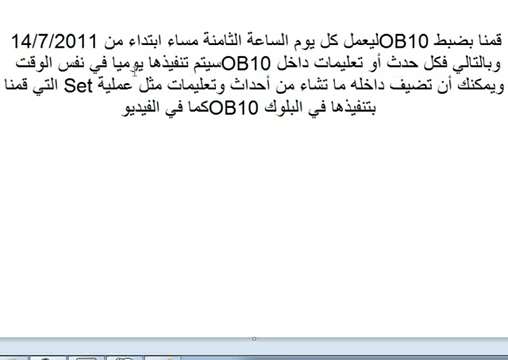 قمنا بضبط OB10ليعمل كل يوم الساعة الثامنة مساء ابتداء من 14/7/2011
وبالتالي فكل حدث أو تعليمات داخل OB10سيتم تنفيذها يوميا في نفس الوقت
ويمكنك أن تضيف داخله ما تشاء من أحداث وتعليمات مثل عملية Set التي قمنا
بتنفيذها في البلوك OB10كما في الفيديو